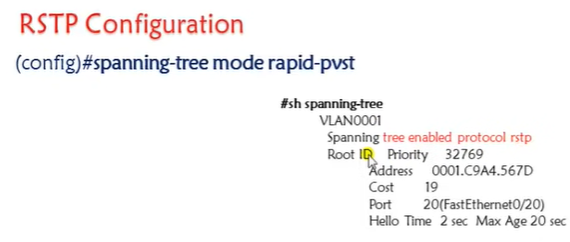 RSTP Configuration
(config)#spanning-tree mode rapid-pvst
#sh spanning-tree
VLAN0001
Spanning tree enabled protocol rstp
Root ID Priority 32769
Address 0001.C9A4.567D
Cost 19
Port 20(FastEthernet0/20)
Hello Time 2 sec Max Age 20 sec